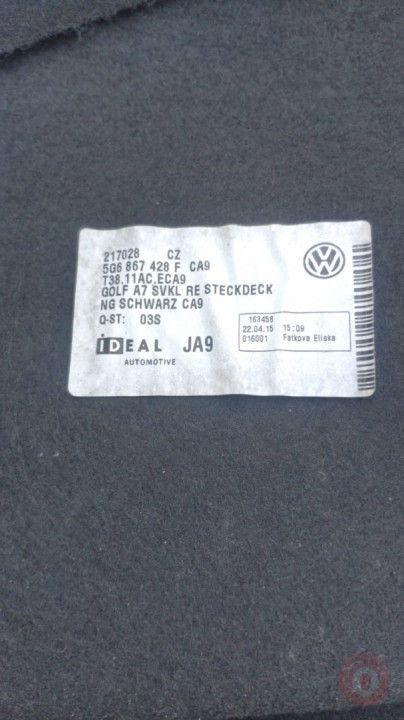 217028 CZ
5G6 867 428 F CA9
T38.11AC.ECA9
GOLF A7 SVKL RE STECKDECK
NG SCHWARZ CA9
Q-ST: 03S
iDEAL JA9
AUTOMOTIVE
163458
22.04.15 15:09
016001 Fatkova Eliska